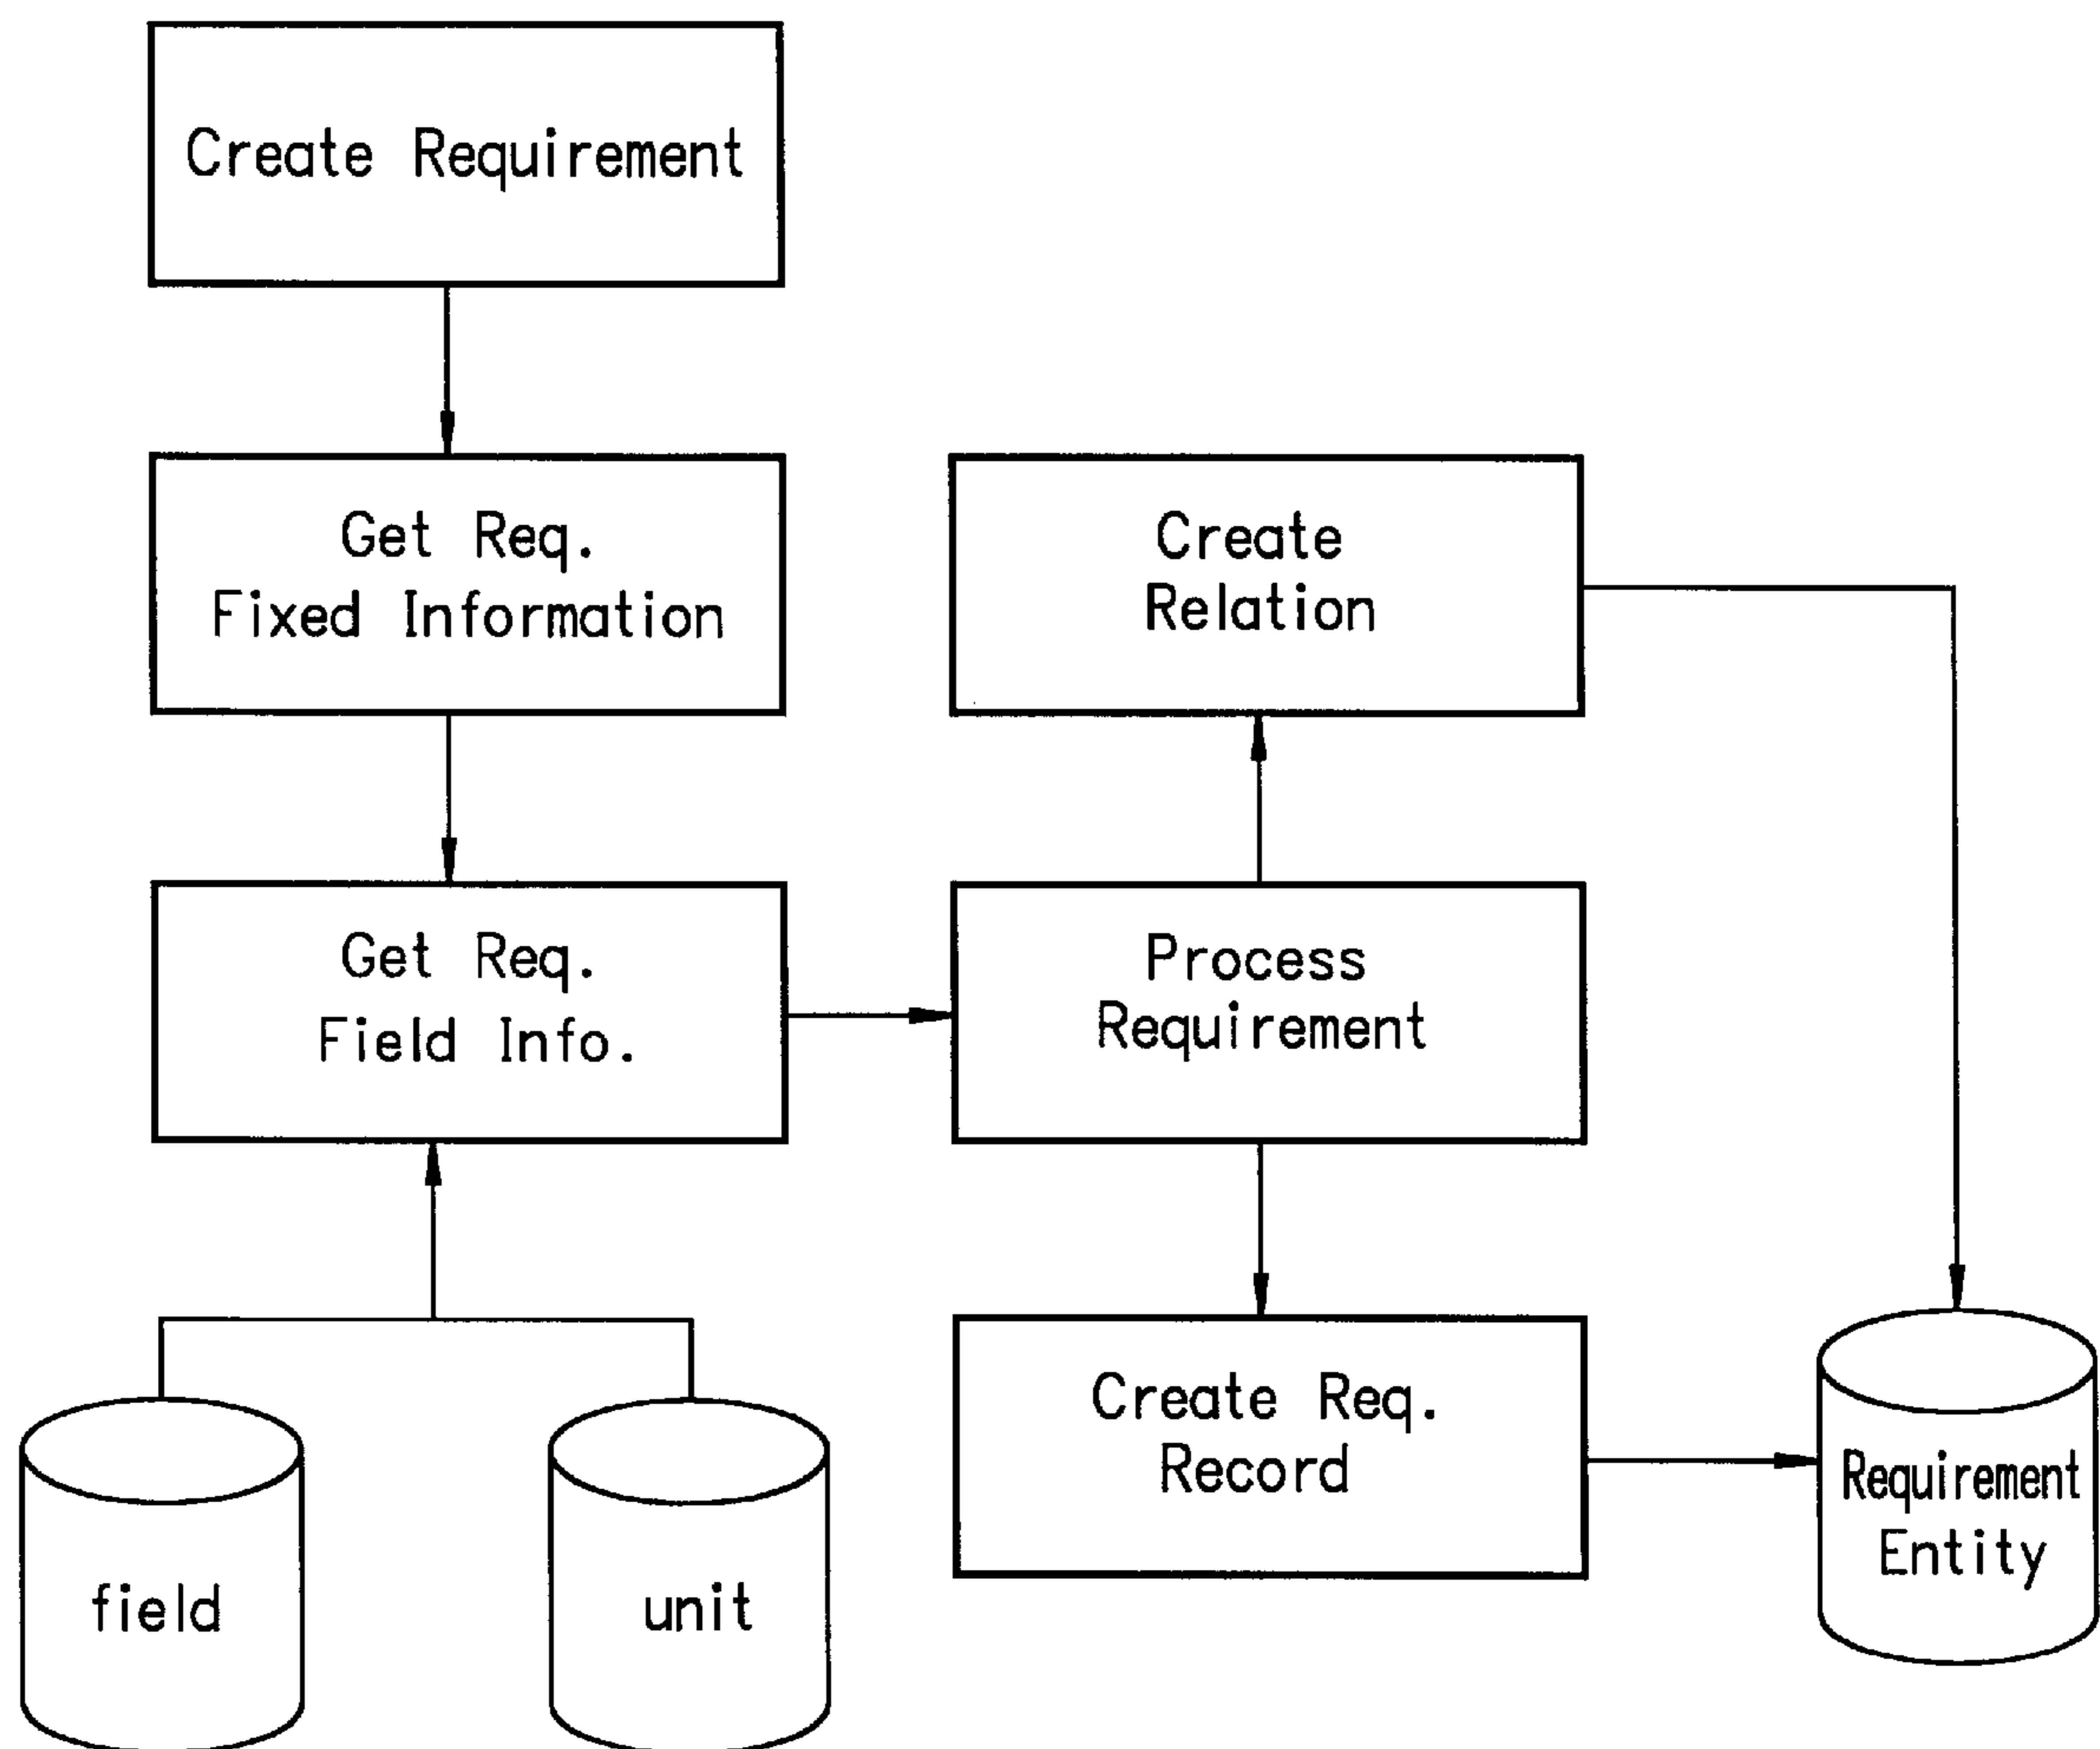 Create Requirement
Get Req.
Fixed Information
Create
Relation
Get Req.
Field Info.
Process
Requirement
Create Req.
Record
Requirement
Entity
field
unit